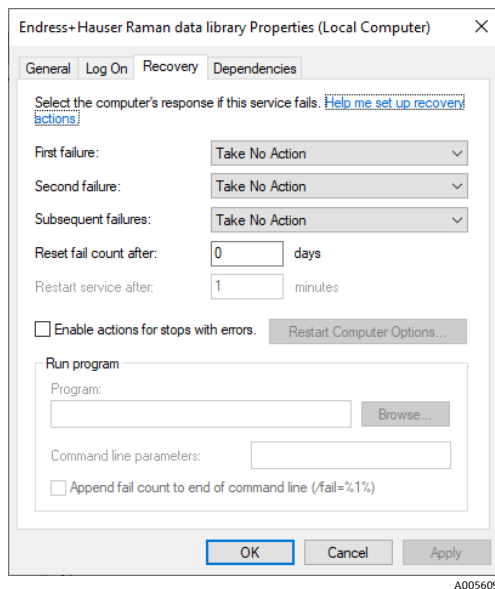 Endress+Hauser Raman data library Properties (Local Computer)
General Log On Recovery Dependencies
Select the computer's response if this service fails. Help me set up recovery
actions.
First failure: Take No Action
Second failure: Take No Action
Subsequent failures: Take No Action
Reset fail count after: 0 days
Restart service after: 1 minutes
Enable actions for stops with errors. Restart Computer Options...
Run program
Program:
Browse...
Command line parameters:
Append fail count to end of command line (/fail=%1%)
OK Cancel Apply
A005609